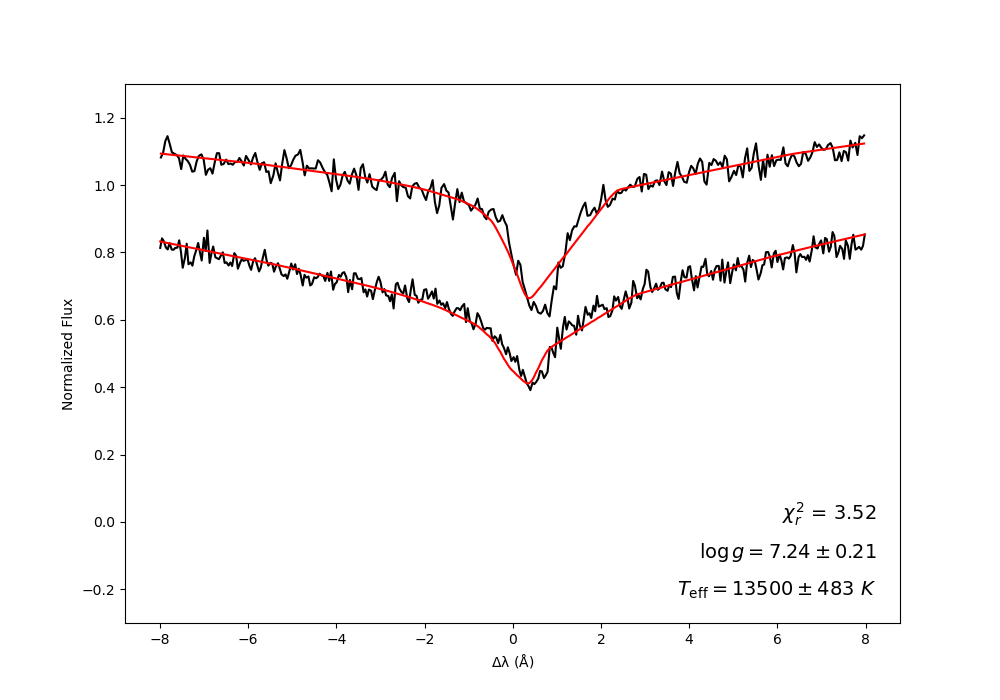 1.2
1.0
0.8
0.6
0.4
0.2
0.0
−0.2
Normalized Flux
χ²ᵣ = 3.52
log g = 7.24 ± 0.21
T_eff = 13500 ± 483 K
−8 −6 −4 −2 0 2 4 6 8
Δλ (Å)